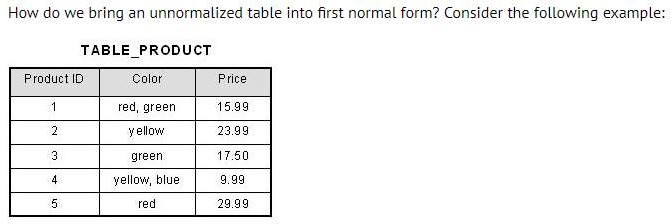 How do we bring an unnormalized table into first normal form? Consider the following example:
TABLE_PRODUCT
Product ID Color Price
1 red, green 15.99
2 yellow 23.99
3 green 17.50
4 yellow, blue 9.99
5 red 29.99